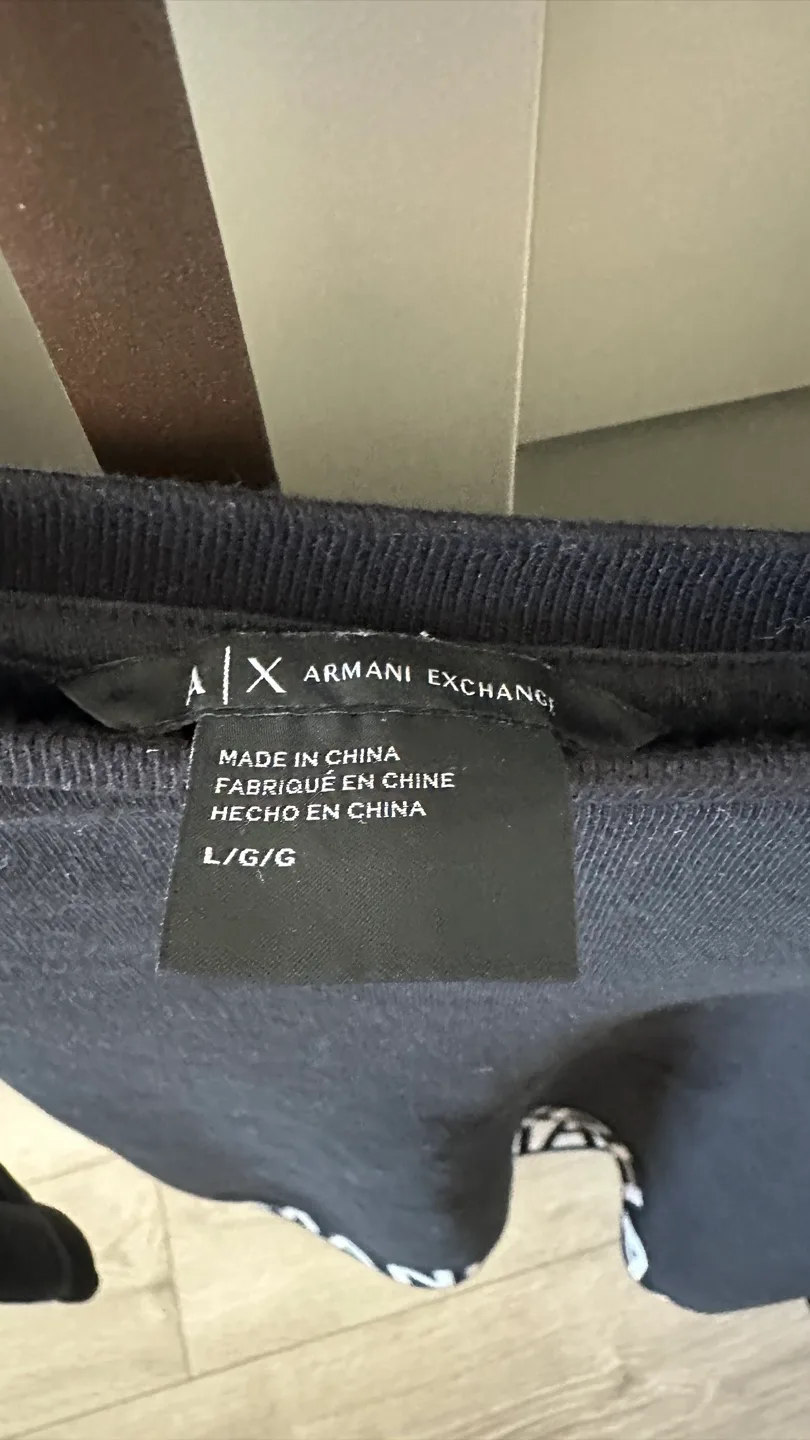 A|X ARMANI EXCHANGE
MADE IN CHINA
FABRIQUÉ EN CHINE
HECHO EN CHINA
L/G/G